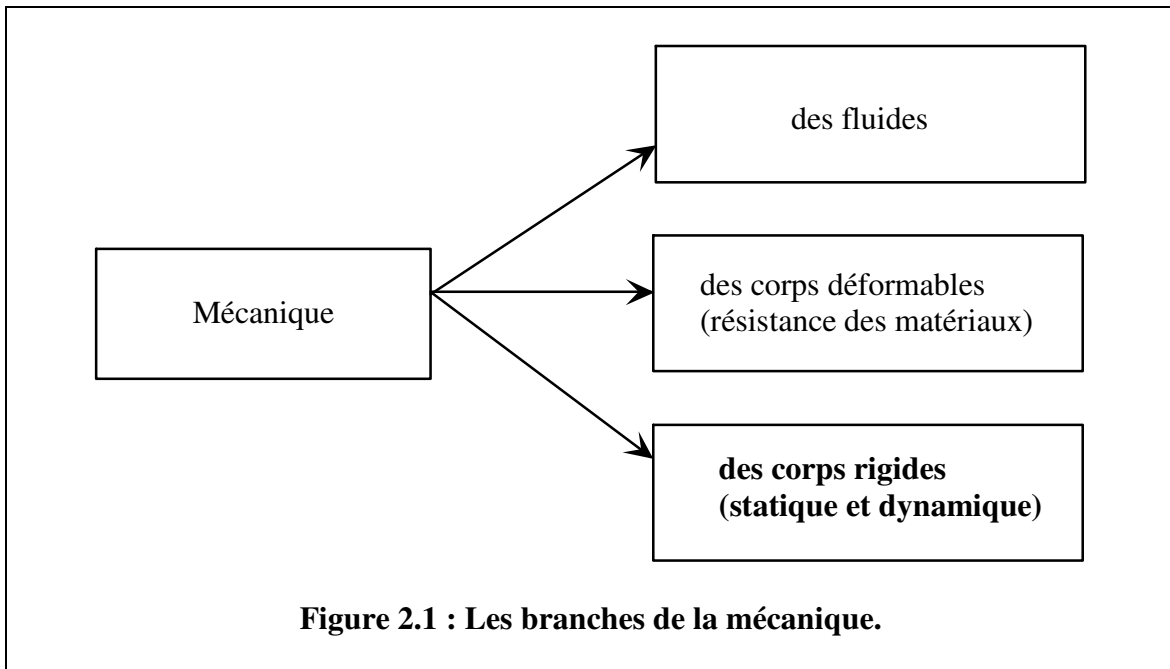 des fluides
Mécanique
des corps déformables
(résistance des matériaux)
des corps rigides
(statique et dynamique)
Figure 2.1 : Les branches de la mécanique.